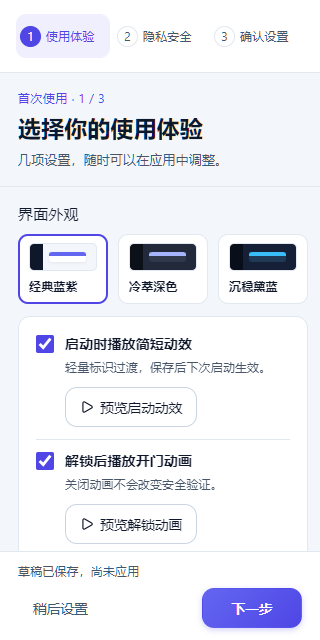 1 使用体验 2 隐私安全 3 确认设置
首次使用 · 1 / 3
选择你的使用体验
几项设置，随时可以在应用中调整。
界面外观
经典蓝紫 冷萃深色 沉稳黛蓝
启动时播放简短动效
轻量标识过渡，保存后下次启动生效。
预览启动动效
解锁后播放开门动画
关闭动画不会改变安全验证。
预览解锁动画
草稿已保存，尚未应用
稍后设置 下一步